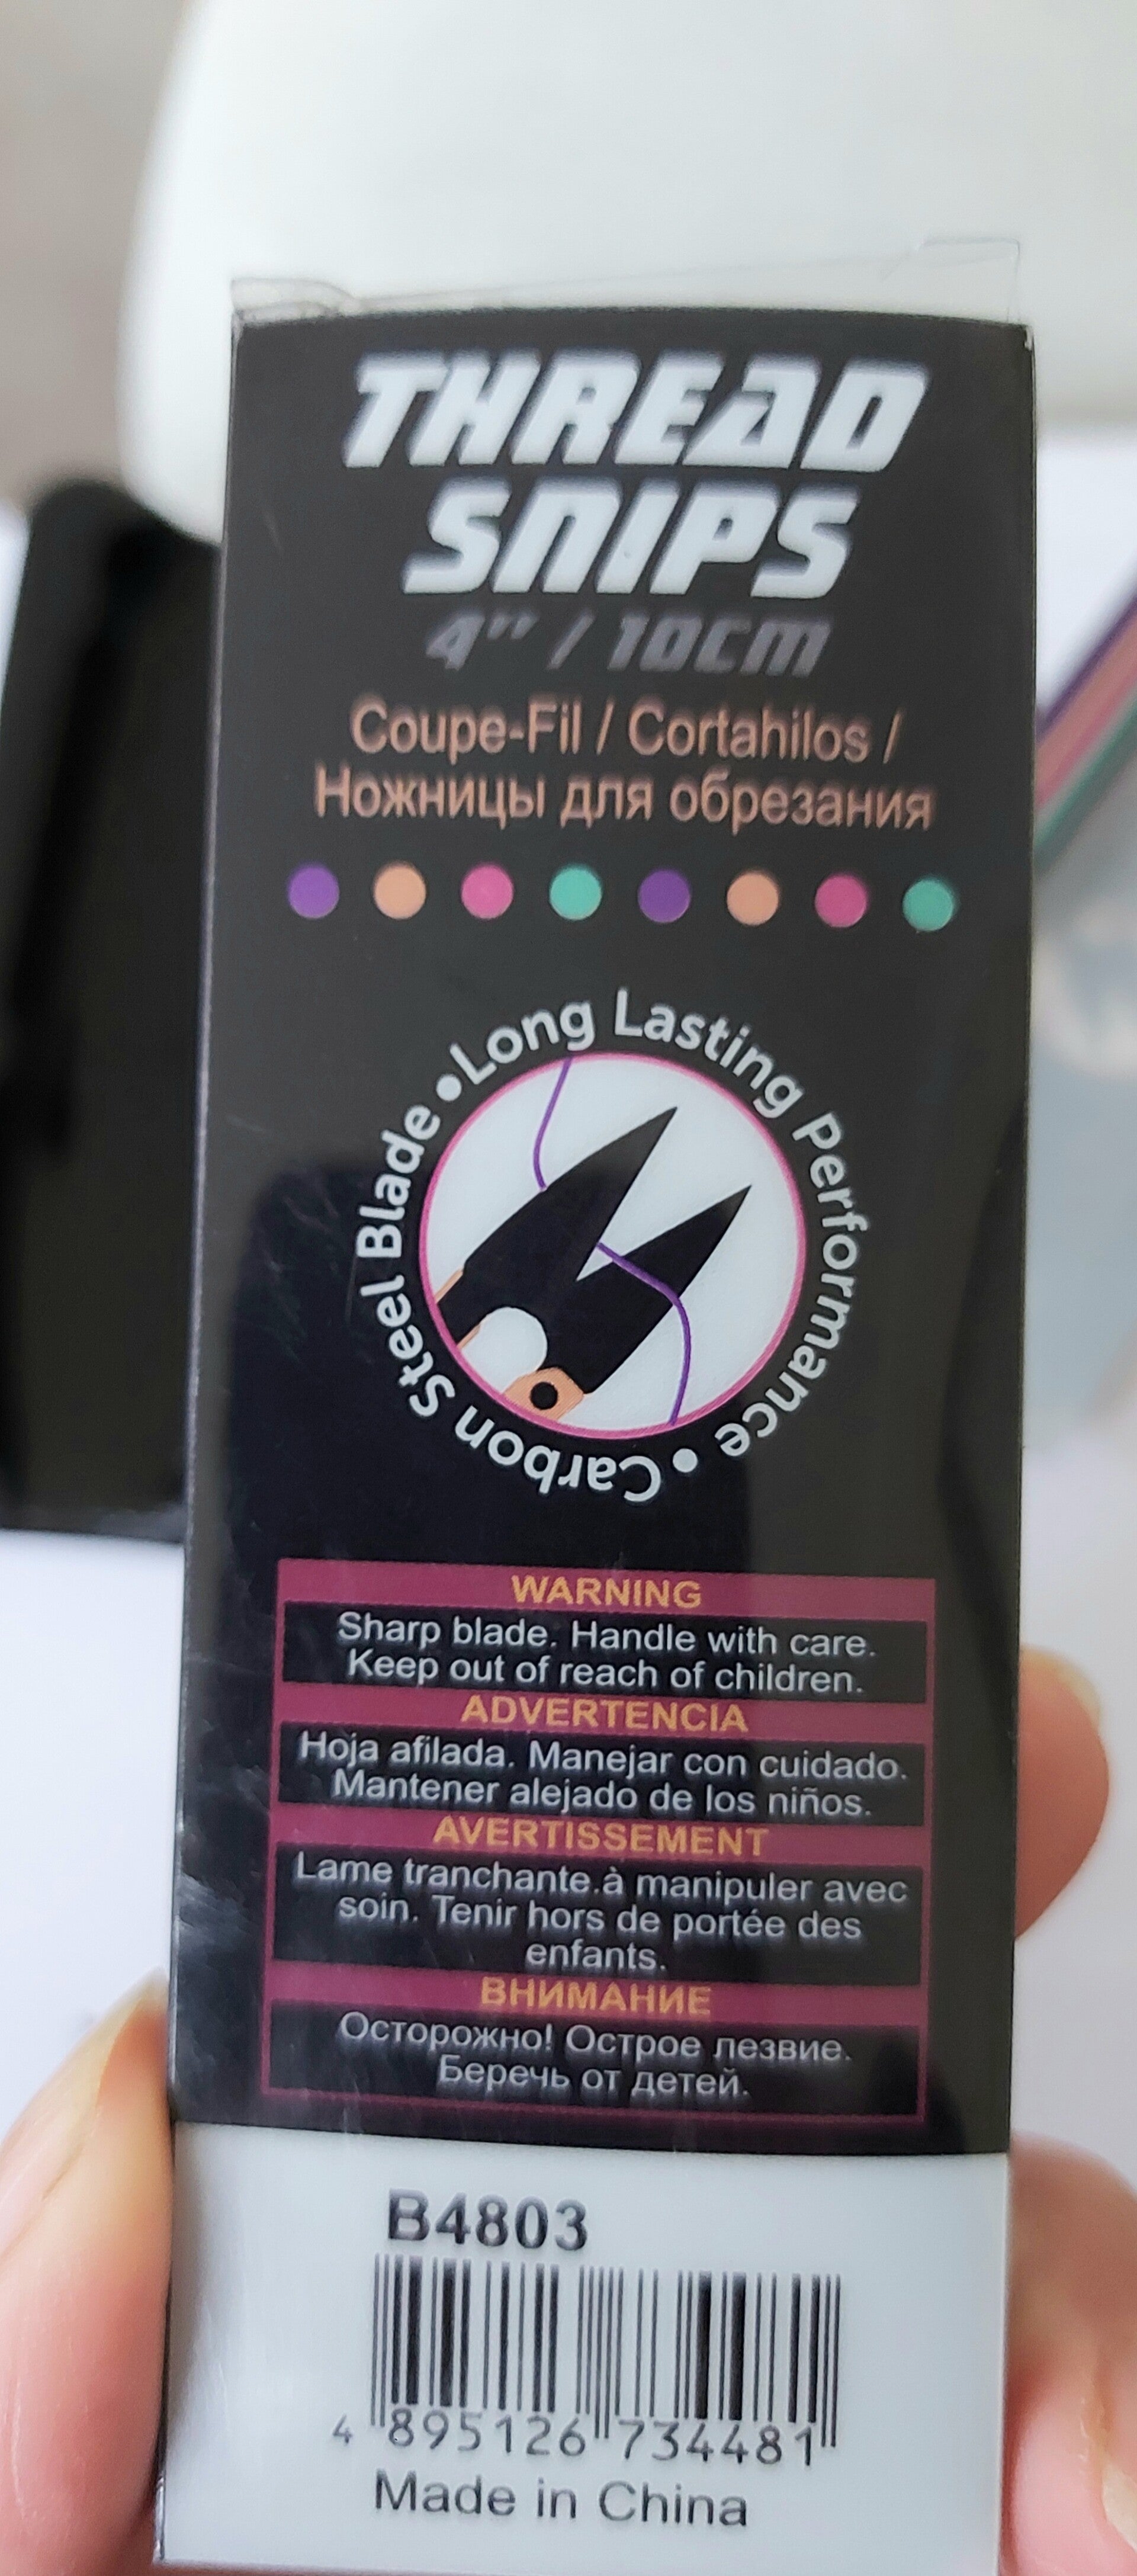 THREAD
SNIPS
4" / 10cm
Coupe-Fil / Cortahilos /
Ножницы для обрезания
•Long Lasting Performance • Carbon Steel Blade
WARNING
Sharp blade. Handle with care.
Keep out of reach of children.
ADVERTENCIA
Hoja afilada. Manejar con cuidado.
Mantener alejado de los niños.
AVERTISSEMENT
Lame tranchante.à manipuler avec
soin. Tenir hors de portée des
enfants.
ВНИМАНИЕ
Осторожно! Острое лезвие.
Беречь от детей.
B4803
4 895126 734481
Made in China